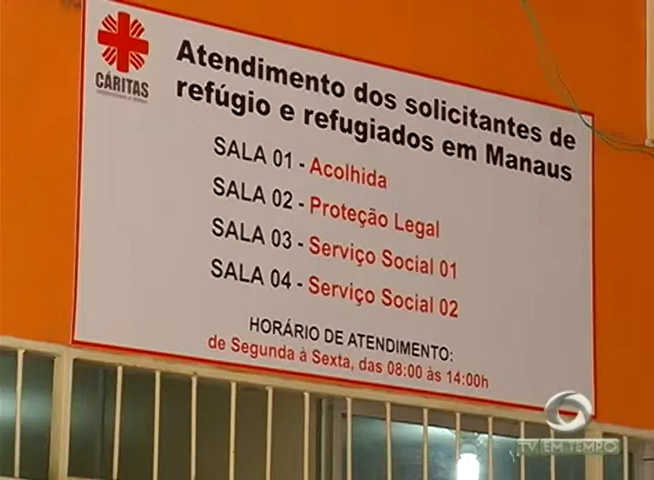 CÁRITAS
Atendimento dos solicitantes de
refúgio e refugiados em Manaus
SALA 01 - Acolhida
SALA 02 - Proteção Legal
SALA 03 - Serviço Social 01
SALA 04 - Serviço Social 02
HORÁRIO DE ATENDIMENTO:
de Segunda à Sexta, das 08:00 às 14:00h
TV EM TEMPO